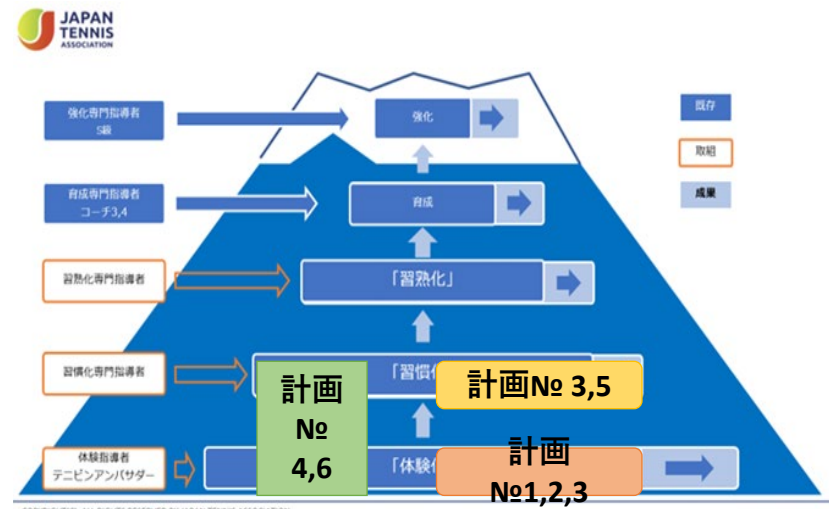 JAPAN
TENNIS
ASSOCIATION
強化専門指導者
S級
強化
既存
取組
育成専門指導者
コーチ3,4
育成
成果
習熟化専門指導者
「習熟化」
習慣化専門指導者
「習慣
計画№ 3,5
計画
№
4,6
体験指導者
テニピンアンバサダー
「体験化
計画
№1,2,3